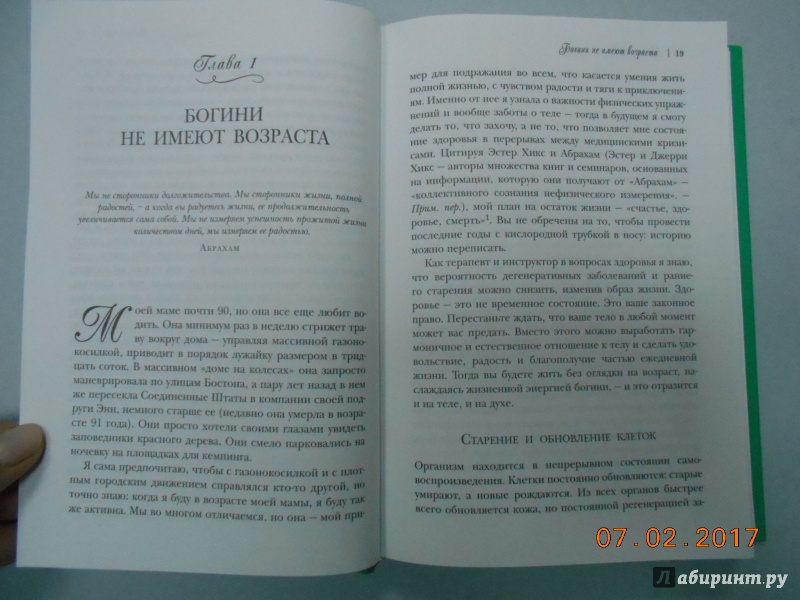 Глава 1
БОГИНИ
НЕ ИМЕЮТ ВОЗРАСТА
Мы не сторонники долгожительства. Мы сторонники жизни, полной
радостей, – а когда вы радуетесь жизни, ее продолжительность
увеличивается сама собой. Мы не измеряем успешность прожитой жизни
количеством дней, мы измеряем ее радостью.
АБРАХАМ
Моей маме почти 90, но она все еще любит во-
дить. Она минимум раз в неделю стрижет тра-
ву вокруг дома – управляя массивной газоно-
косилкой, приводит в порядок лужайку размером в трид-
цать соток. В массивном «доме на колесах» она запросто
маневрировала по улицам Бостона, а пару лет назад в нем
же пересекла Соединенные Штаты в компании своей под-
руги Энн, немного старше ее (недавно она умерла в возра-
сте 91 года). Они просто хотели своими глазами увидеть
заповедники красного дерева. Они смело парковались на
ночевку на площадках для кемпинга.
Я сама предпочитаю, чтобы с газонокосилкой и с плот-
ным городским движением справлялся кто-то другой, но
точно знаю: когда я буду в возрасте моей мамы, я буду так
же активна. Мы во многом отличаемся, но она – мой при-
Богини не имеют возраста | 19
мер для подражания во всем, что касается умения жить
полной жизнью, с чувством радости и тяги к приключени-
ям. Именно от нее я узнала о важности физических упраж-
нений и вообще заботы о теле – тогда в будущем я смогу
делать то, что захочу, а не то, что позволяет мне состоя-
ние здоровья в перерывах между медицинскими кризи-
сами. Цитируя Эстер Хикс и Абрахам (Эстер и Джерри
Хикс – авторы множества книг и семинаров, основанных
на информации, которую они получают от «Абрахам» –
«коллективного сознания нефизического измерения». –
Прим. пер.), мой план на остаток жизни – «счастье, здо-
ровье, смерть»1. Вы не обречены на то, чтобы провести
последние годы с кислородной трубкой в носу: историю
можно переписать.
Как терапевт и инструктор в вопросах здоровья я знаю,
что вероятность дегенеративных заболеваний и ранне-
го старения можно снизить, изменив образ жизни. Здо-
ровье – это не временное состояние. Это ваше законное
право. Перестаньте ждать, что ваше тело в любой момент
может вас предать. Вместо этого можно выработать гар-
моничное и естественное отношение к телу и сделать удо-
вольствие, радость и благополучие частью ежедневной
жизни. Тогда вы будете жить без оглядки на возраст, на-
слаждаясь жизненной энергией богини, – и это отразится
и на теле, и на духе.
СТАРЕНИЕ И ОБНОВЛЕНИЕ КЛЕТОК
Организм находится в непрерывном состоянии само-
воспроизведения. Клетки постоянно обновляются: старые
умирают, а новые рождаются. Из всех органов быстрее
всего обновляется кожа, но постоянной регенерацией за-
07.02.2017
Лабиринт.ру